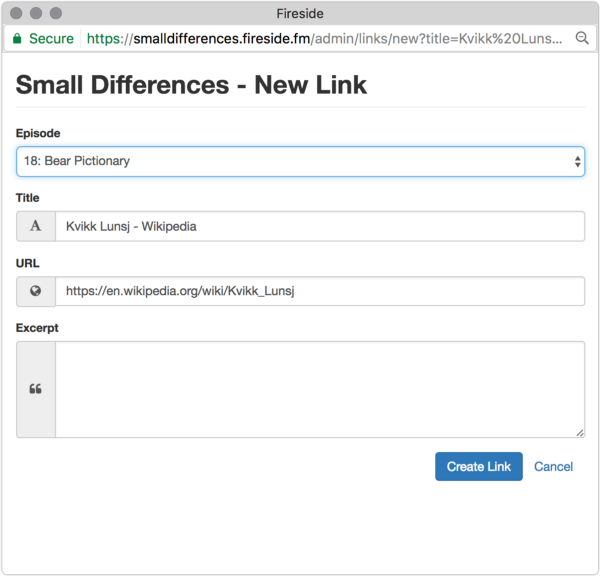 Fireside
Secure https://smalldifferences.fireside.fm/admin/links/new?title=Kvikk%20Luns...
Small Differences - New Link
Episode
18: Bear Pictionary
Title
A Kvikk Lunsj - Wikipedia
URL
https://en.wikipedia.org/wiki/Kvikk_Lunsj
Excerpt
Create Link Cancel